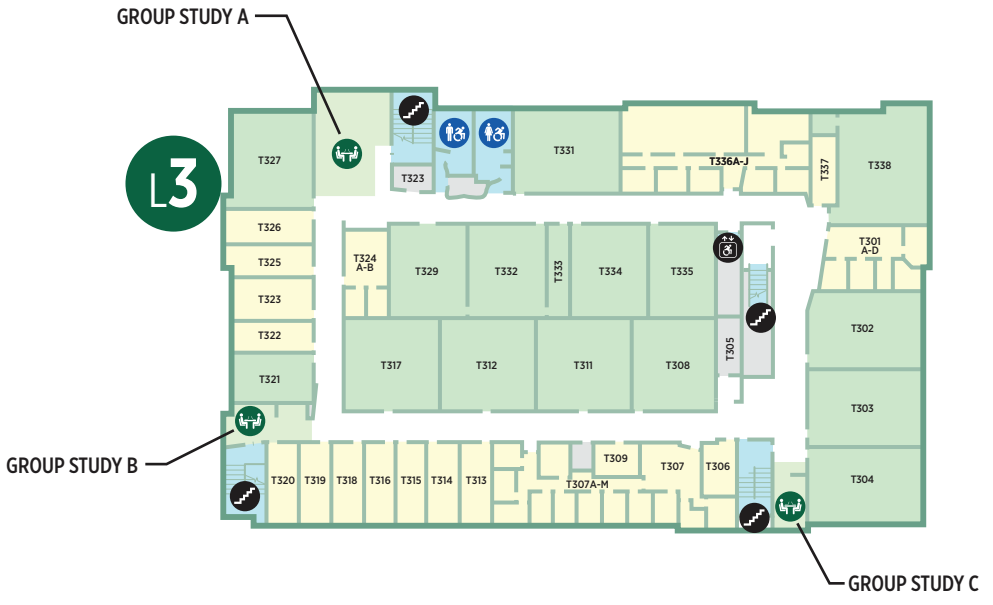 GROUP STUDY A
L3
T327
T323
T331
T336A-J
T337
T338
T326
T325
T323
T322
T321
T324
A-B
T329
T332
T333
T334
T335
T301
A-D
T302
T317
T312
T311
T308
T305
T303
T304
GROUP STUDY B
T320
T319
T318
T316
T315
T314
T313
T309
T307
T306
T307A-M
GROUP STUDY C